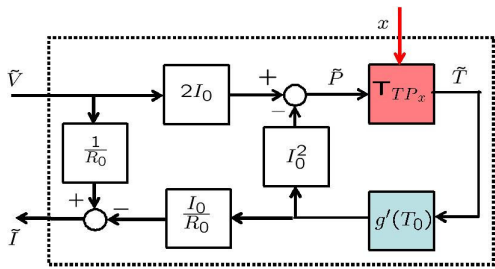 x
Ṽ
2I₀
+
−
P̃
T_{TP_x}
T̃
1/R₀
I₀²
+
−
I₀/R₀
g′(T₀)
Ĩ